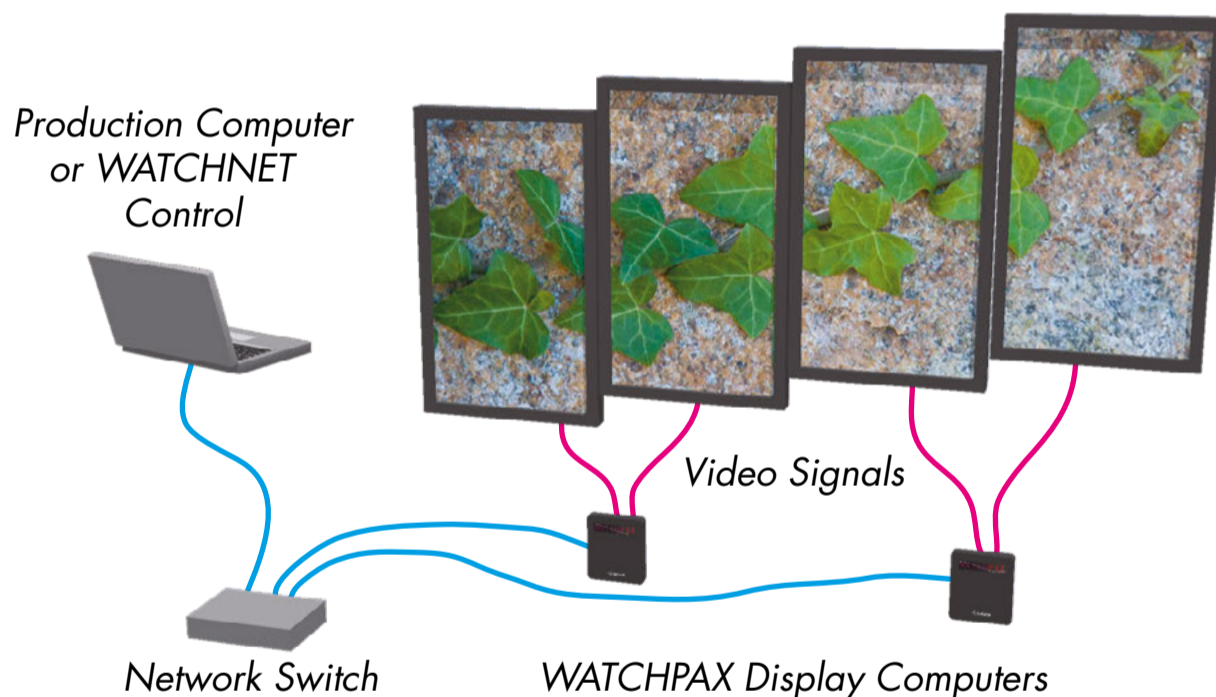 Production Computer
or WATCHNET
Control
Video Signals
Network Switch
WATCHPAX Display Computers